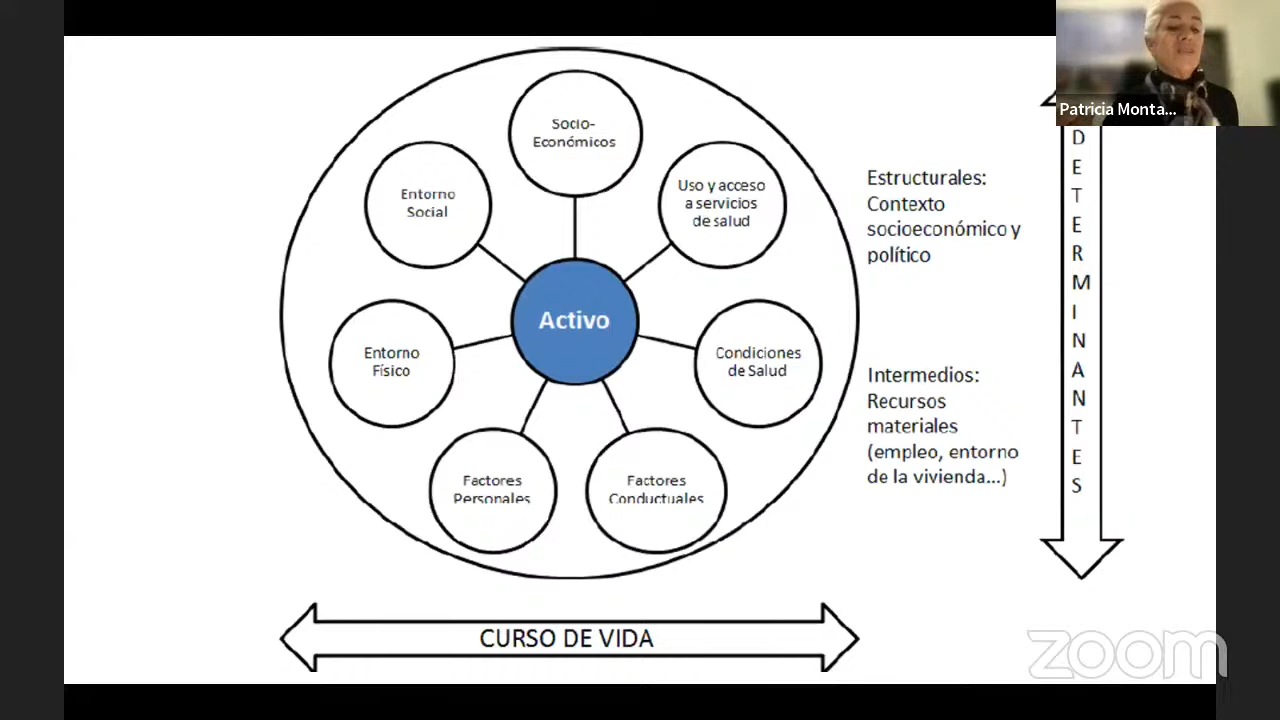 Patricia Monta...
Socio-
Económicos
Entorno
Social
Uso y acceso
a servicios
de salud
Activo
Entorno
Físico
Condiciones
de Salud
Factores
Personales
Factores
Conductuales
Estructurales:
Contexto
socioeconómico y
político
Intermedios:
Recursos
materiales
(empleo, entorno
de la vivienda...)
DETERMINANTES
CURSO DE VIDA
zoom